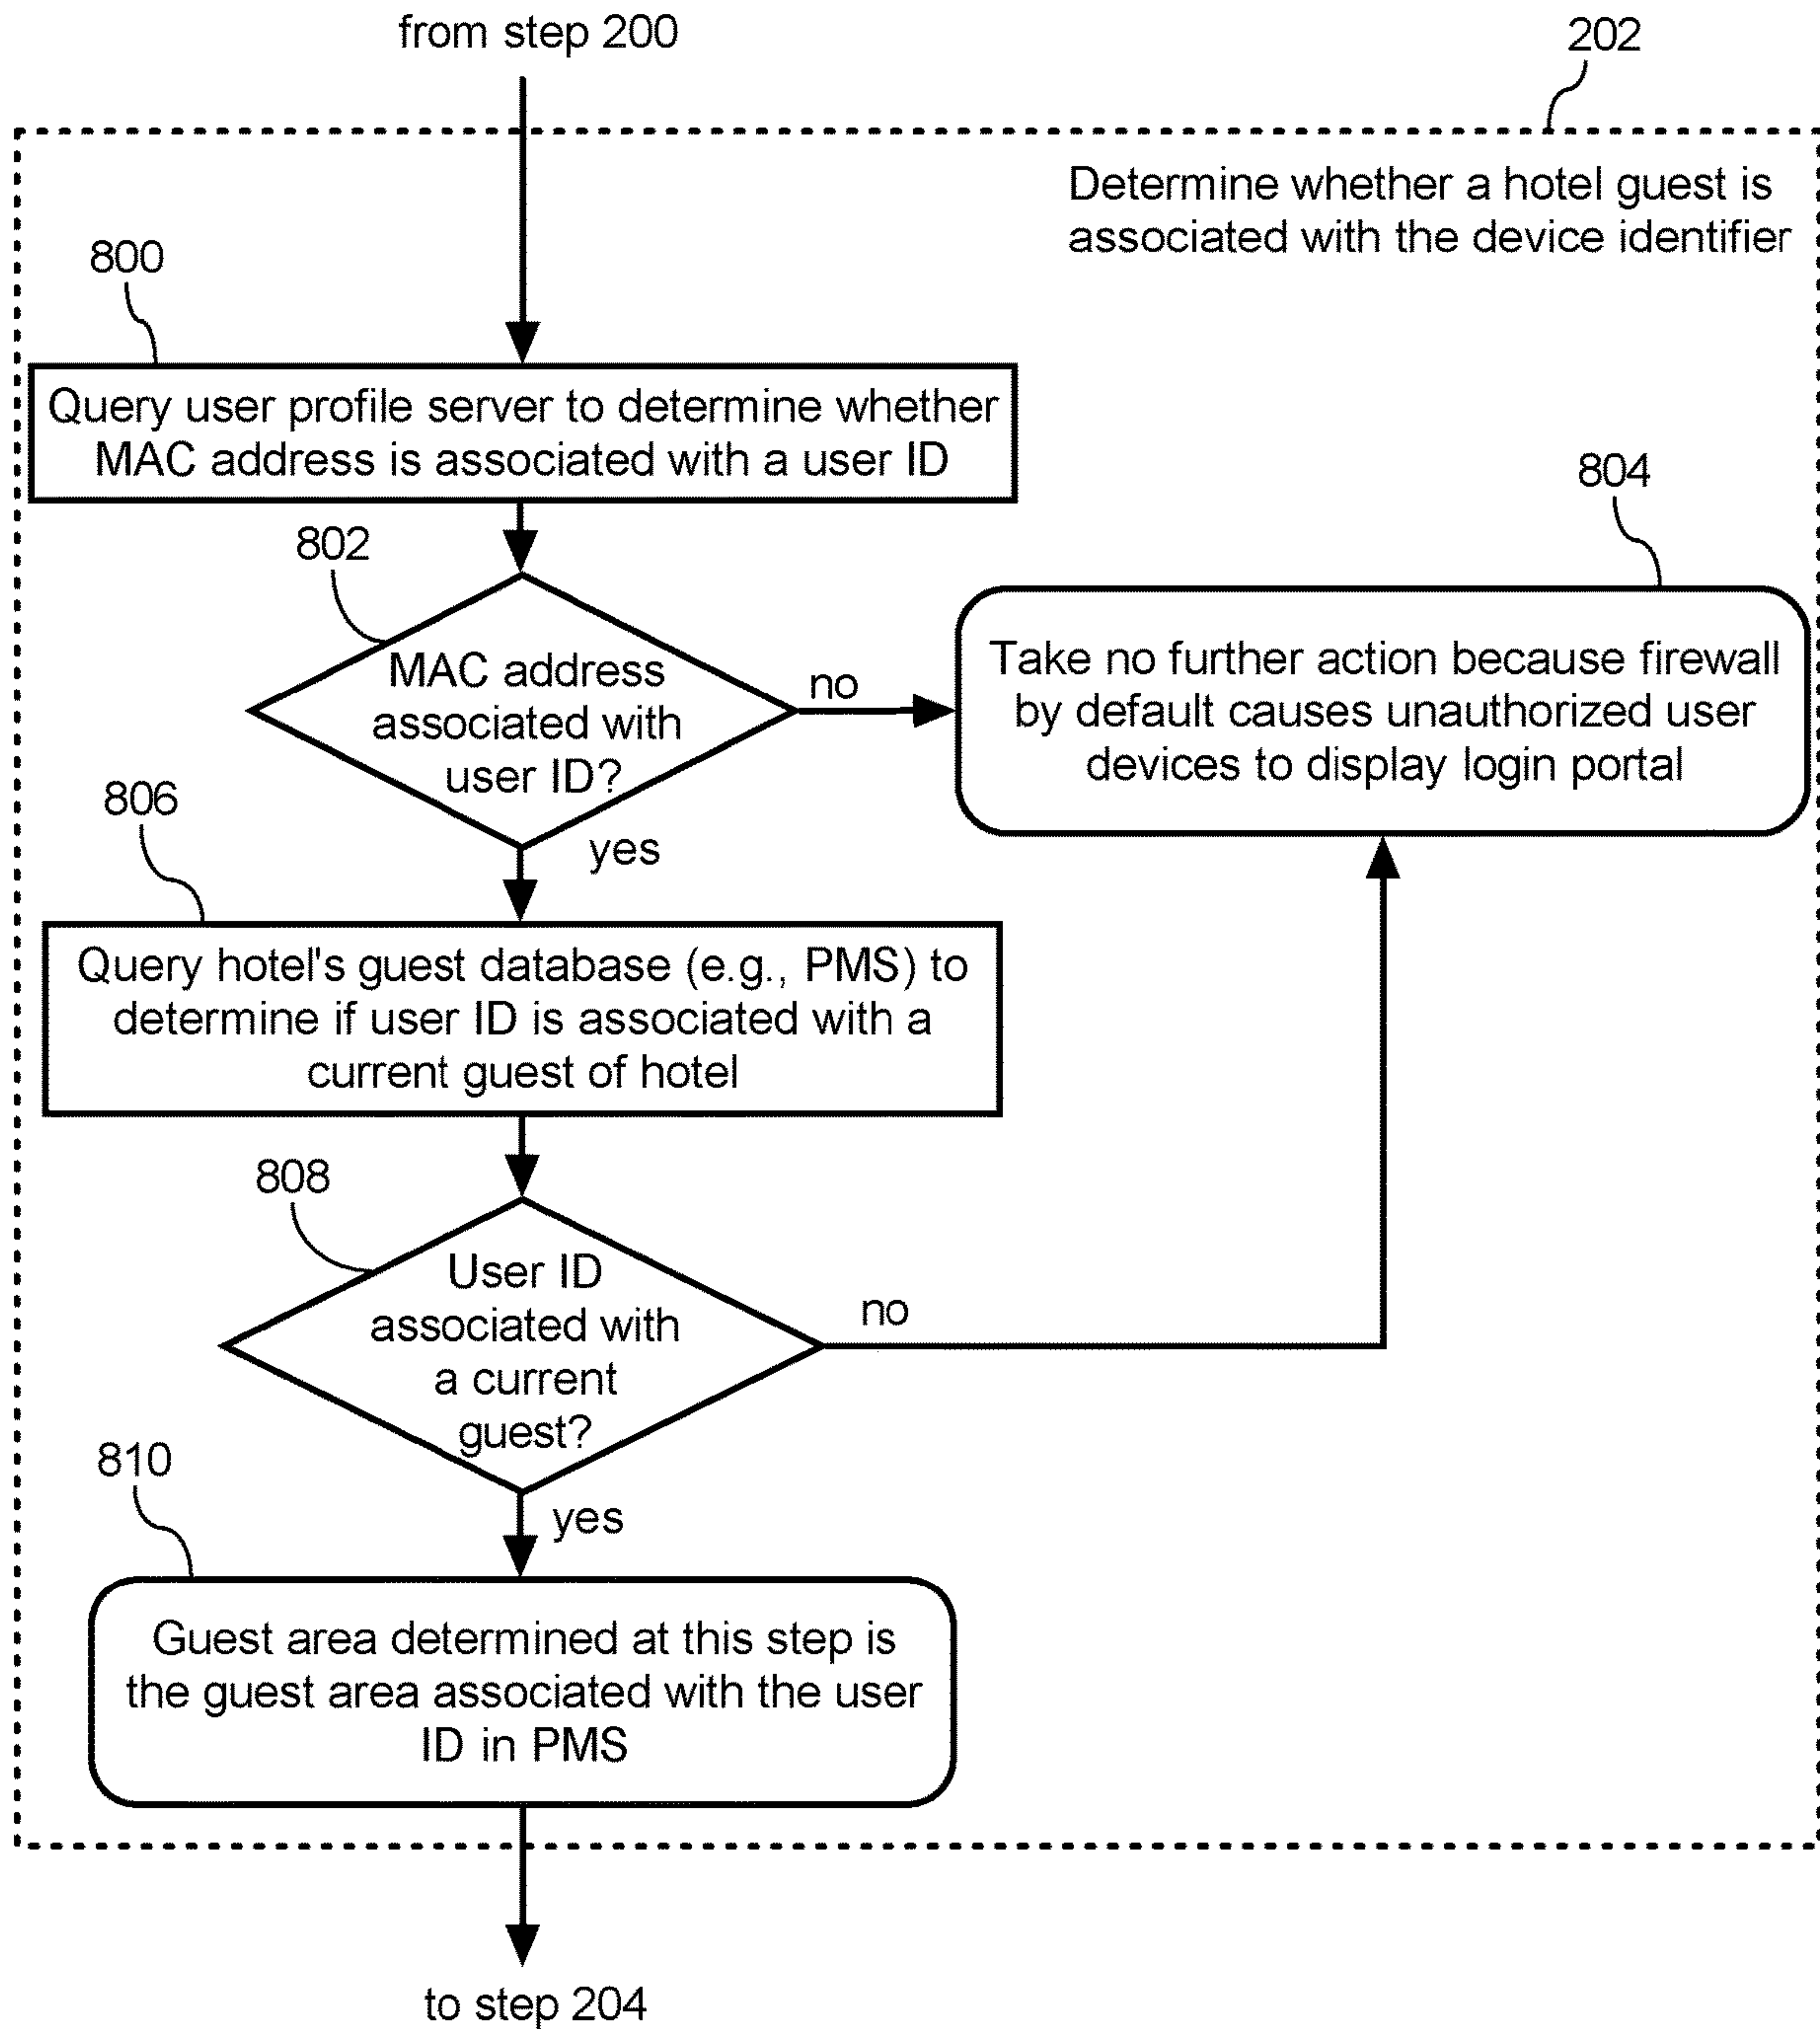 from step 200
202
Determine whether a hotel guest is
associated with the device identifier
800
Query user profile server to determine whether
MAC address is associated with a user ID
802
MAC address
associated with
user ID?
no
804
Take no further action because firewall
by default causes unauthorized user
devices to display login portal
yes
806
Query hotel's guest database (e.g., PMS) to
determine if user ID is associated with a
current guest of hotel
808
User ID
associated with
a current
guest?
no
yes
810
Guest area determined at this step is
the guest area associated with the user
ID in PMS
to step 204